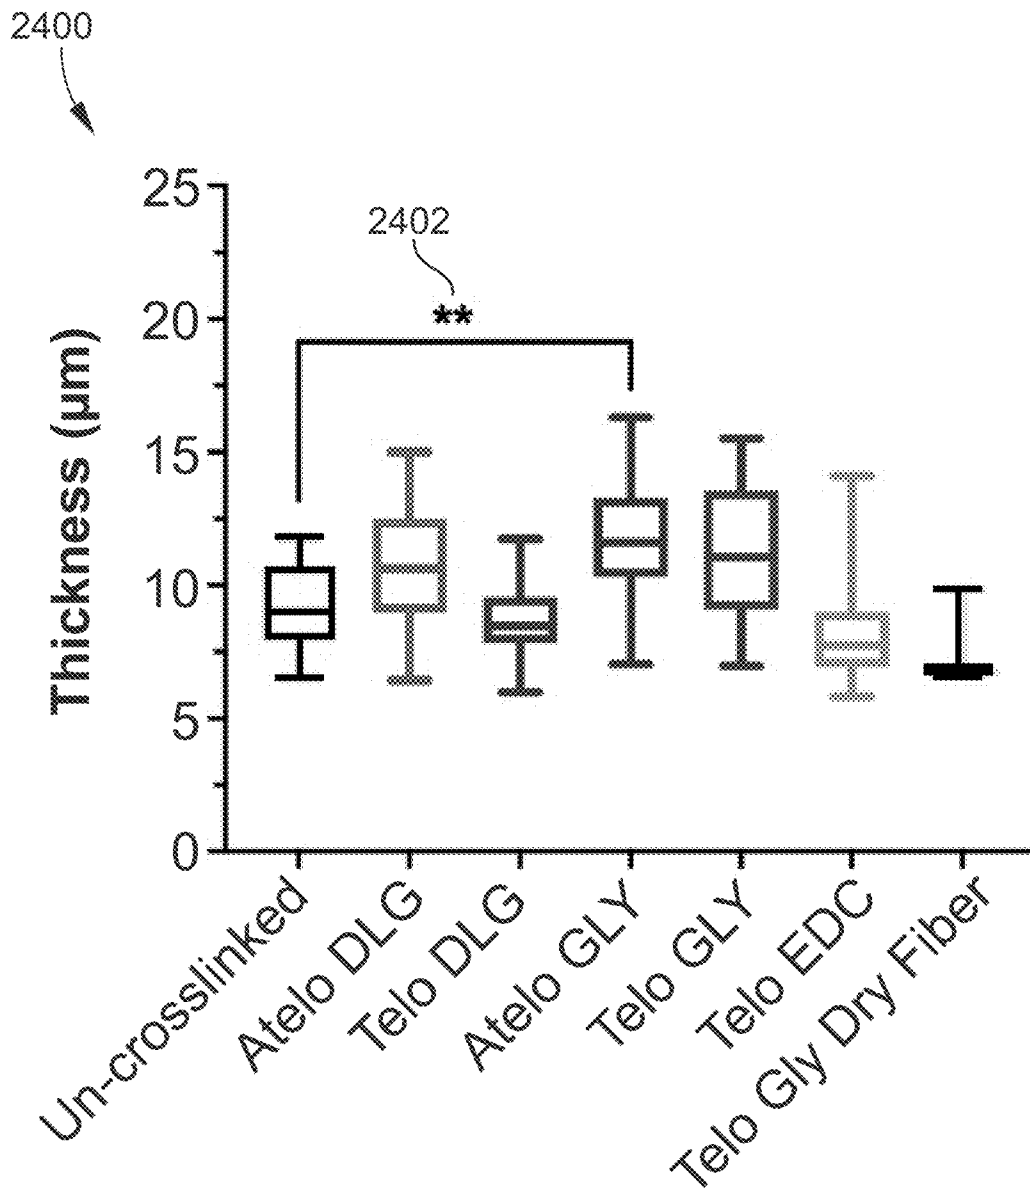 2400
25
20
15
10
5
0
Thickness (µm)
2402
**
Un-crosslinked
Atelo DLG
Telo DLG
Atelo GLY
Telo GLY
Telo EDC
Telo Gly Dry Fiber